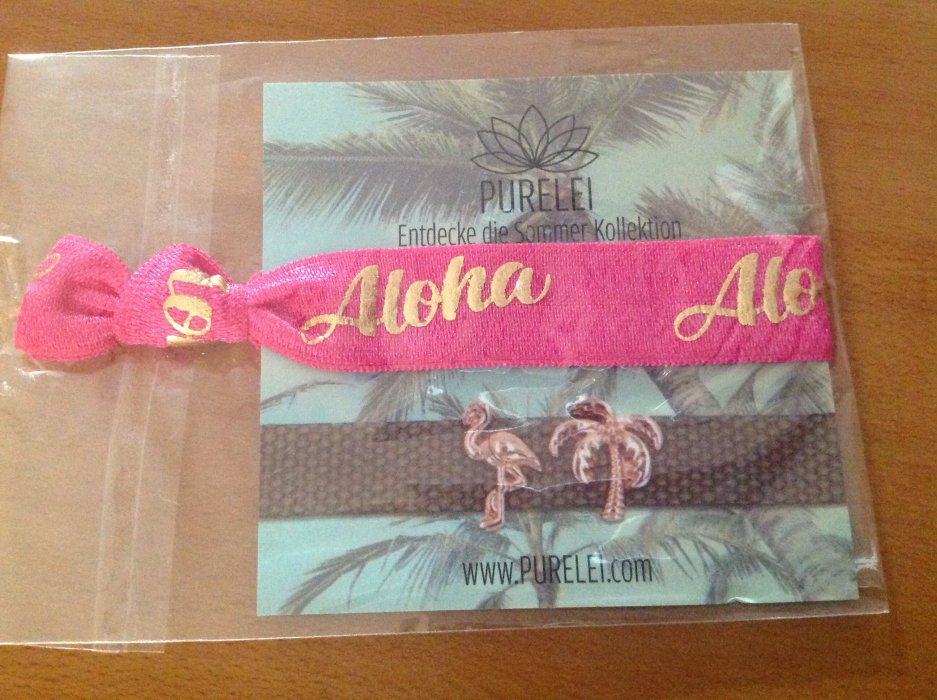 PURELEI
Entdecke die Sommer Kollektion
Aloha Alo
www.PURELEI.com